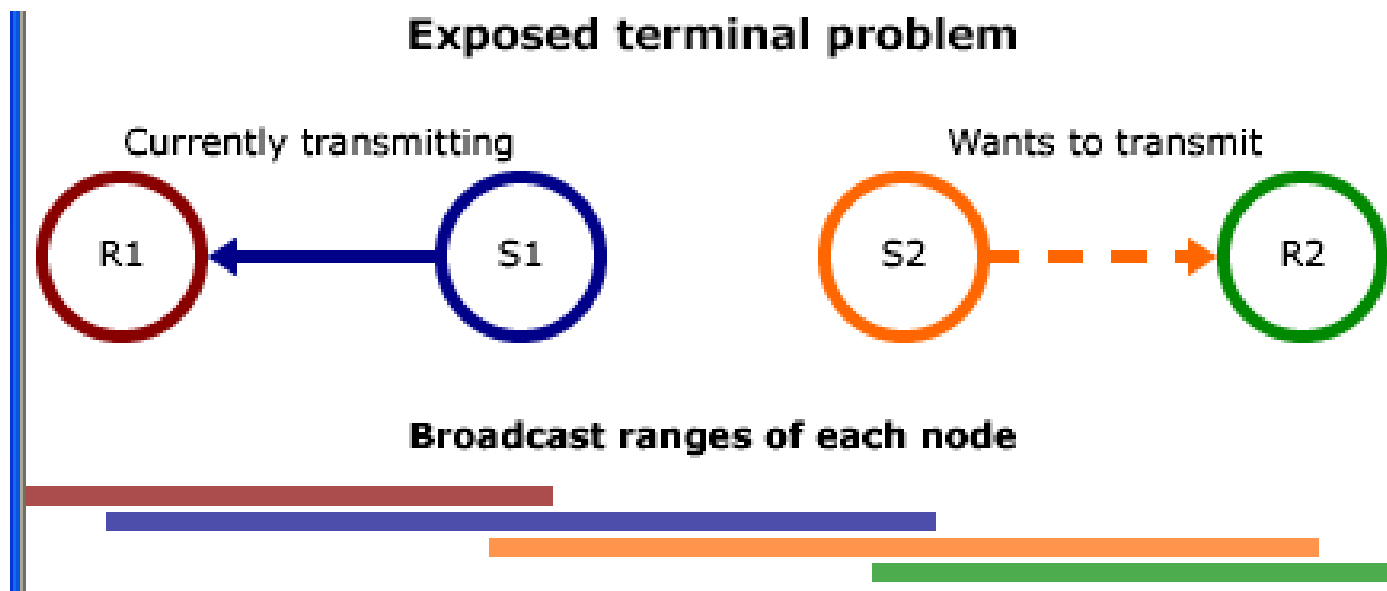 Exposed terminal problem
Currently transmitting
Wants to transmit
R1
S1
S2
R2
Broadcast ranges of each node